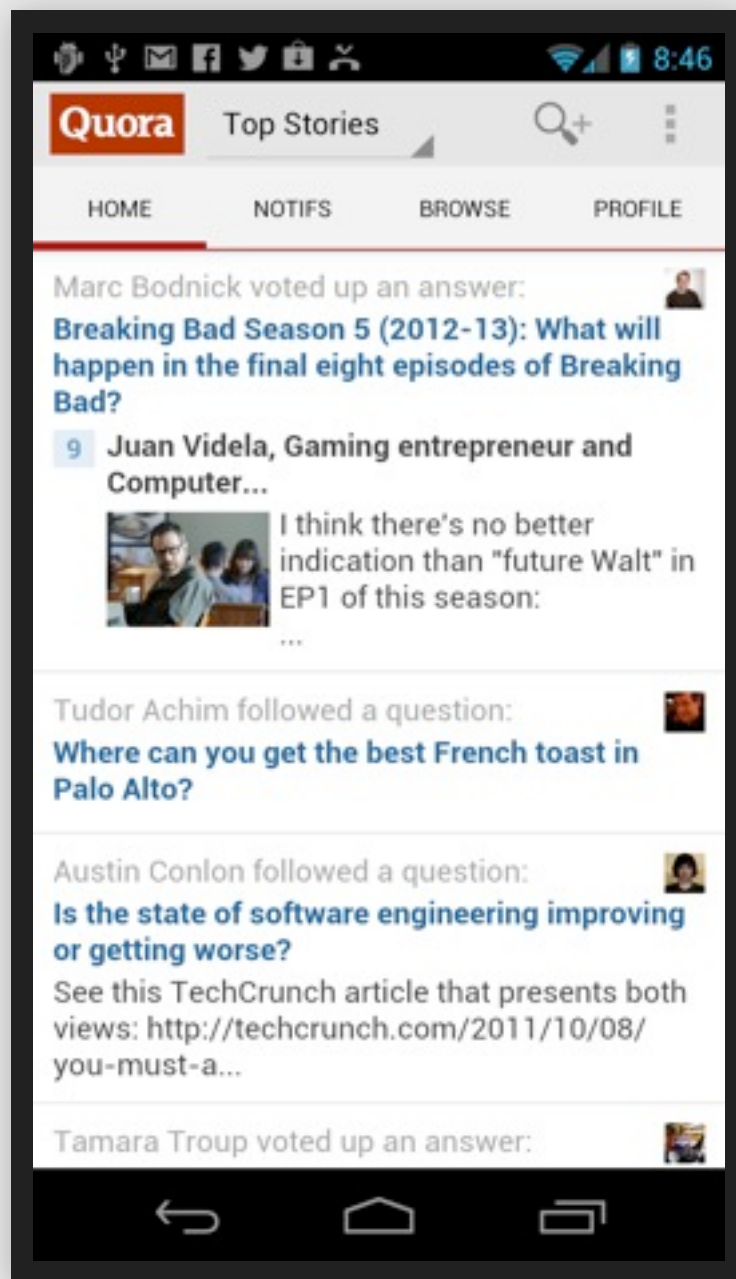 8:46
Quora
Top Stories
HOME NOTIFS BROWSE PROFILE
Marc Bodnick voted up an answer:
Breaking Bad Season 5 (2012-13): What will
happen in the final eight episodes of Breaking
Bad?
9 Juan Videla, Gaming entrepreneur and
Computer...
I think there's no better
indication than "future Walt" in
EP1 of this season:
...
Tudor Achim followed a question:
Where can you get the best French toast in
Palo Alto?
Austin Conlon followed a question:
Is the state of software engineering improving
or getting worse?
See this TechCrunch article that presents both
views: http://techcrunch.com/2011/10/08/
you-must-a...
Tamara Troup voted up an answer: